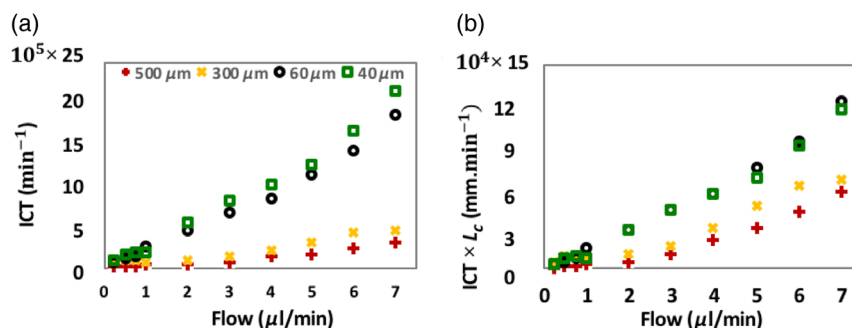 (a)
10⁵× 25
20
15
10
5
0
ICT (min⁻¹)
500 μm 300 μm 60 μm 40 μm
0 1 2 3 4 5 6 7
Flow (μl/min)
(b)
10⁴ × 15
12
9
6
3
0
ICT × L_c (mm.min⁻¹)
0 1 2 3 4 5 6 7
Flow (μl/min)